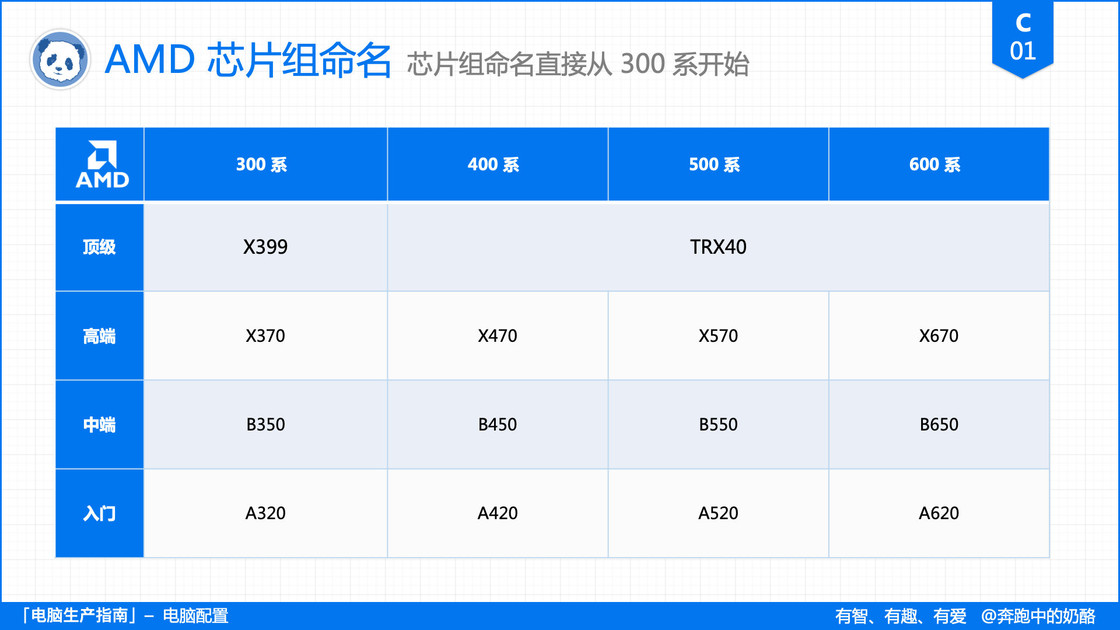 AMD 芯片组命名 芯片组命名直接从 300 系开始
C
01
AMD 300 系 400 系 500 系 600 系
顶级 X399 TRX40
高端 X370 X470 X570 X670
中端 B350 B450 B550 B650
入门 A320 A420 A520 A620
「电脑生产指南」– 电脑配置 有智、有趣、有爱 @奔跑中的奶酪